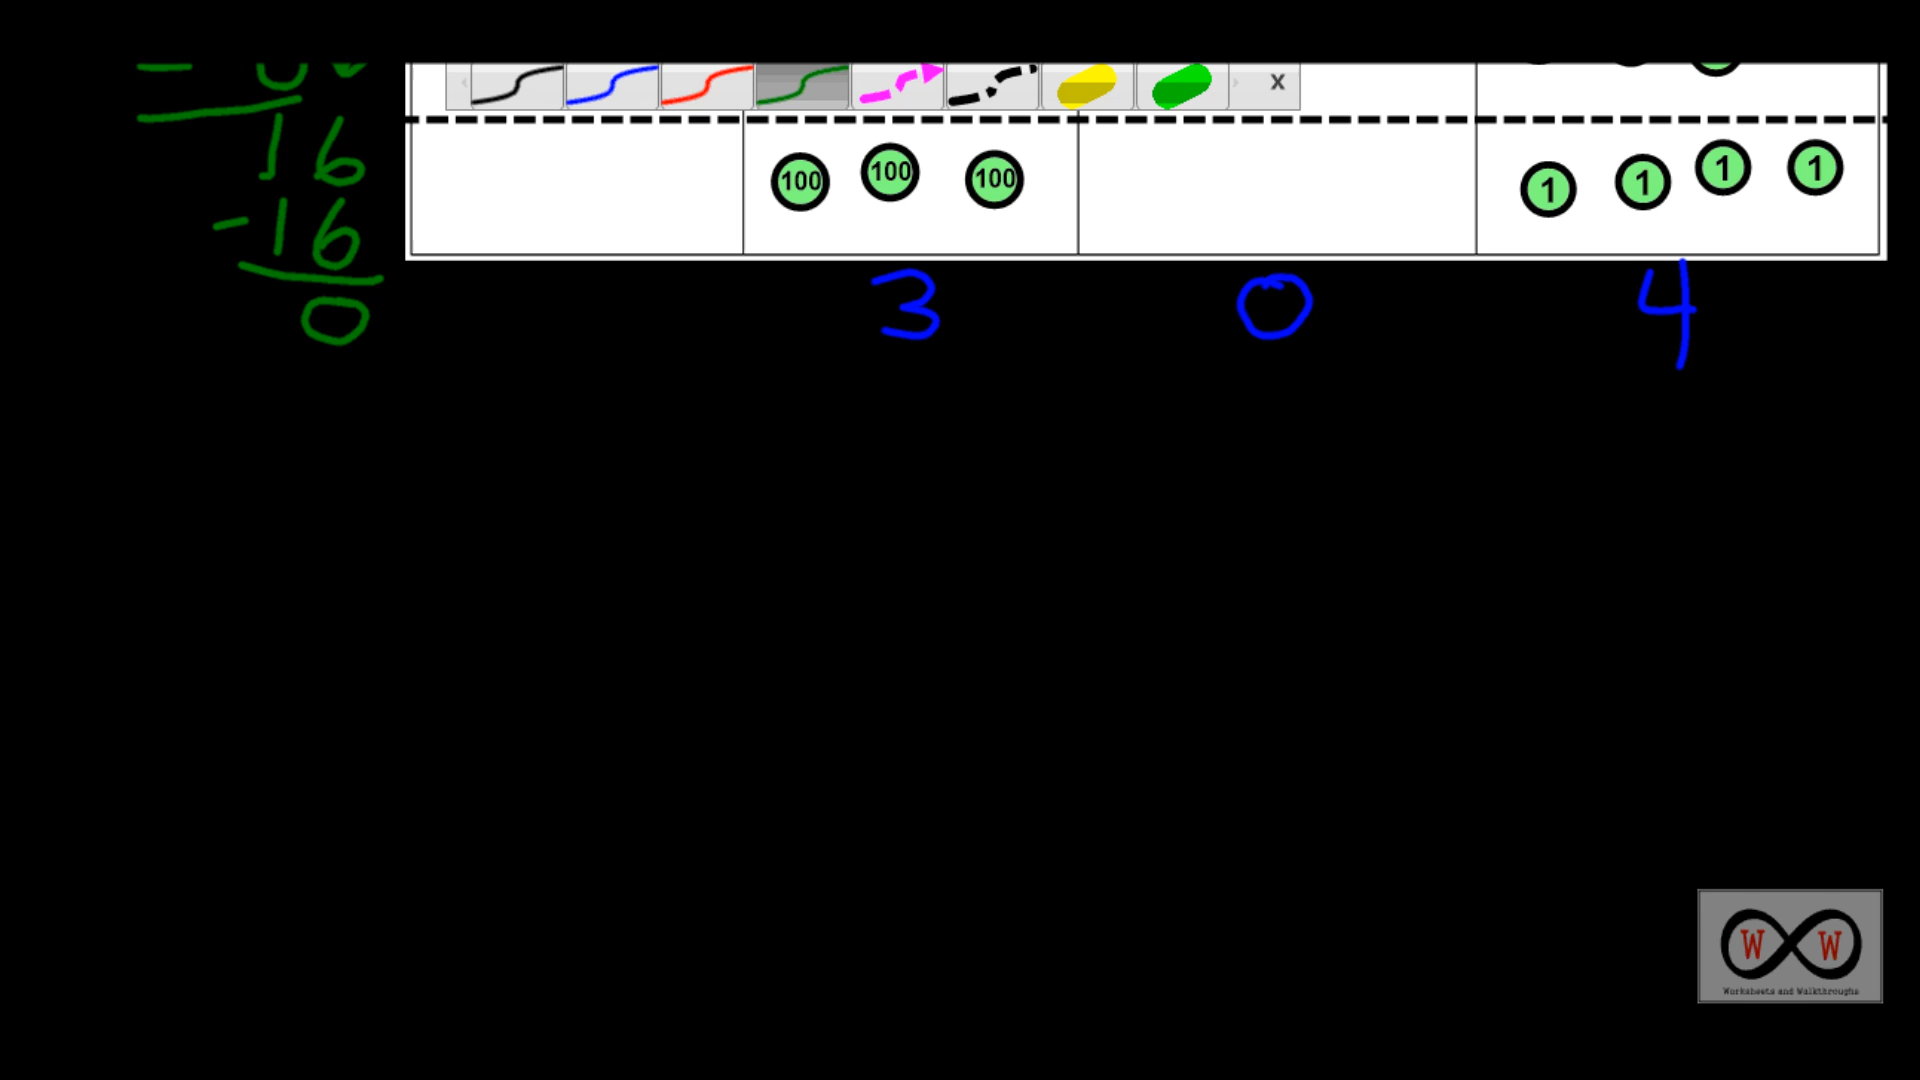 16
-16
0
X
100 100 100 1 1 1 1
3 0 4
W W
Worksheets and Walkthroughs